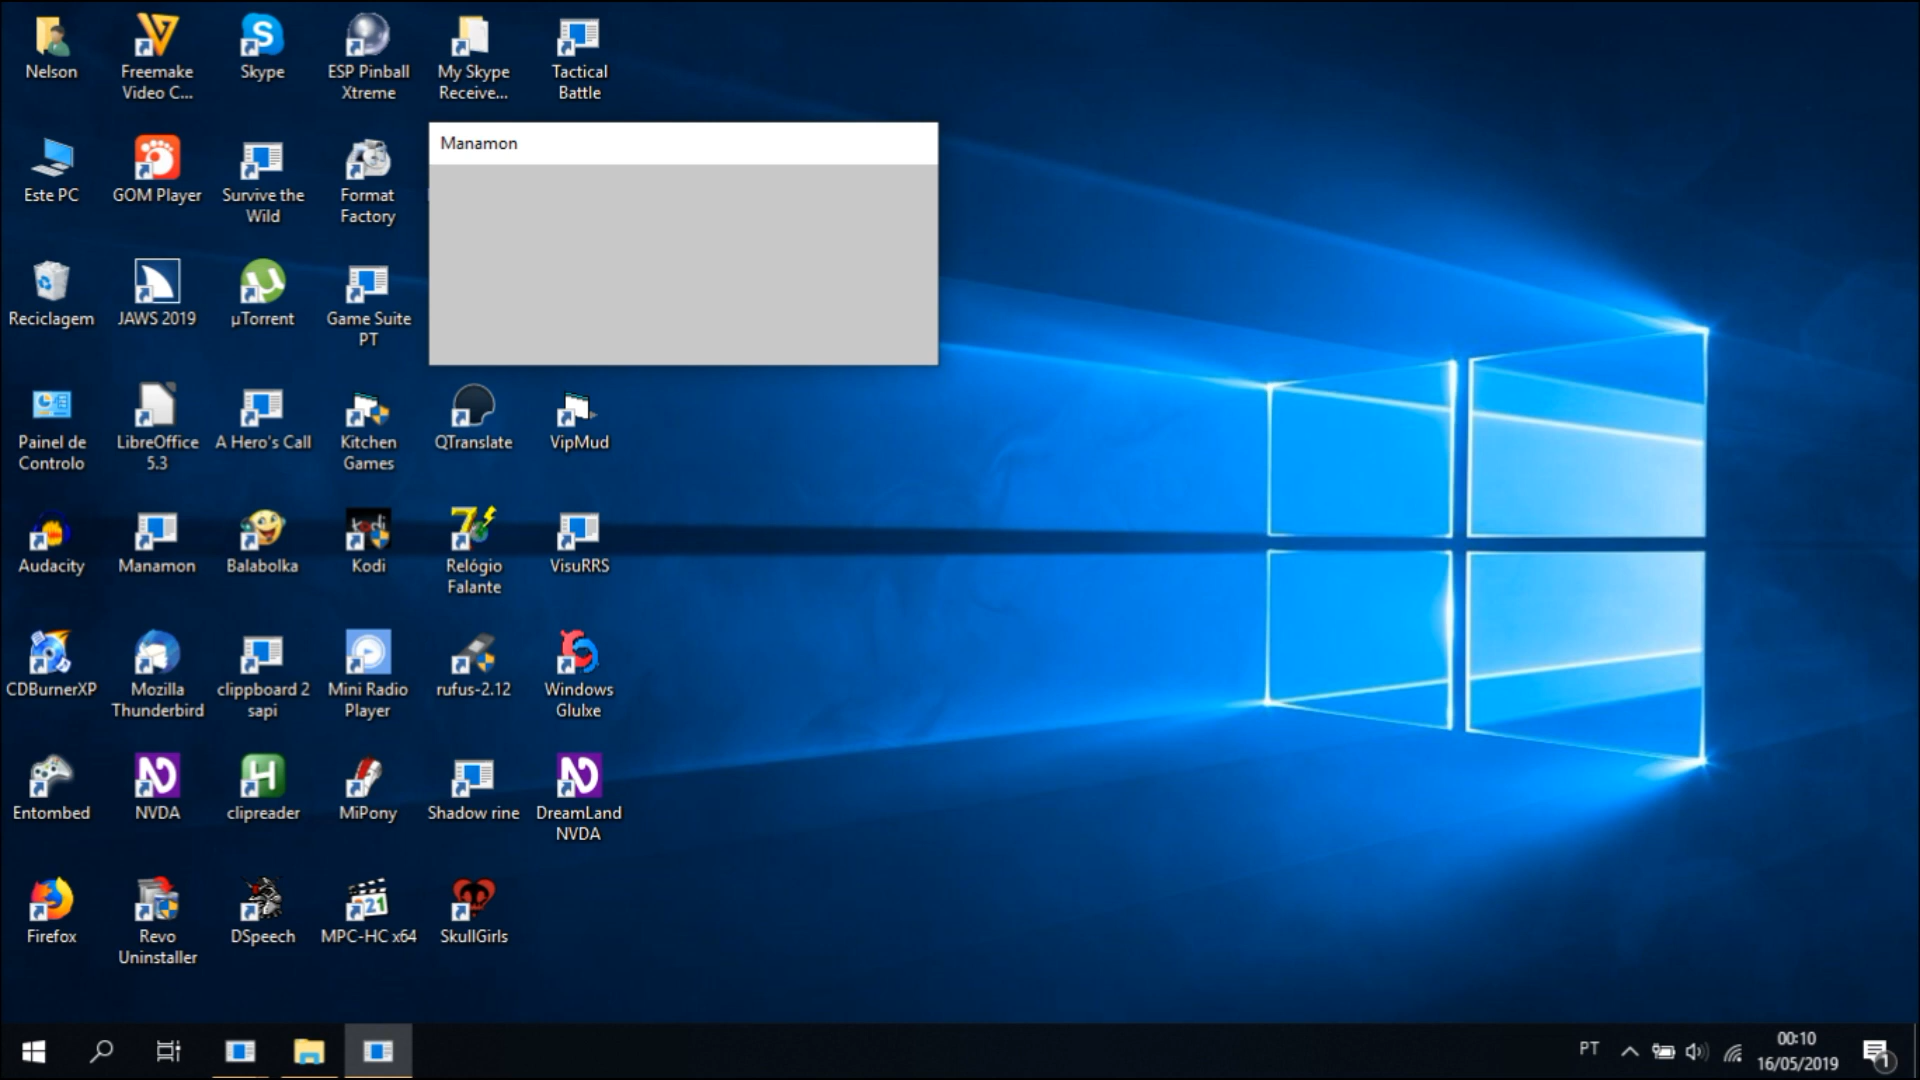 Nelson
Freemake
Video C...
Skype
ESP Pinball
Xtreme
My Skype
Receive...
Tactical
Battle
Manamon
Este PC
GOM Player
Survive the
Wild
Format
Factory
Reciclagem
JAWS 2019
µTorrent
Game Suite
PT
Painel de
Controlo
LibreOffice
5.3
A Hero's Call
Kitchen
Games
QTranslate
VipMud
Audacity
Manamon
Balabolka
Kodi
Relógio
Falante
VisuRRS
CDBurnerXP
Mozilla
Thunderbird
clippboard 2
sapi
Mini Radio
Player
rufus-2.12
Windows
Glulxe
Entombed
NVDA
clipreader
MiPony
Shadow rine
DreamLand
NVDA
Firefox
Revo
Uninstaller
DSpeech
MPC-HC x64
SkullGirls
PT
00:10
16/05/2019
1